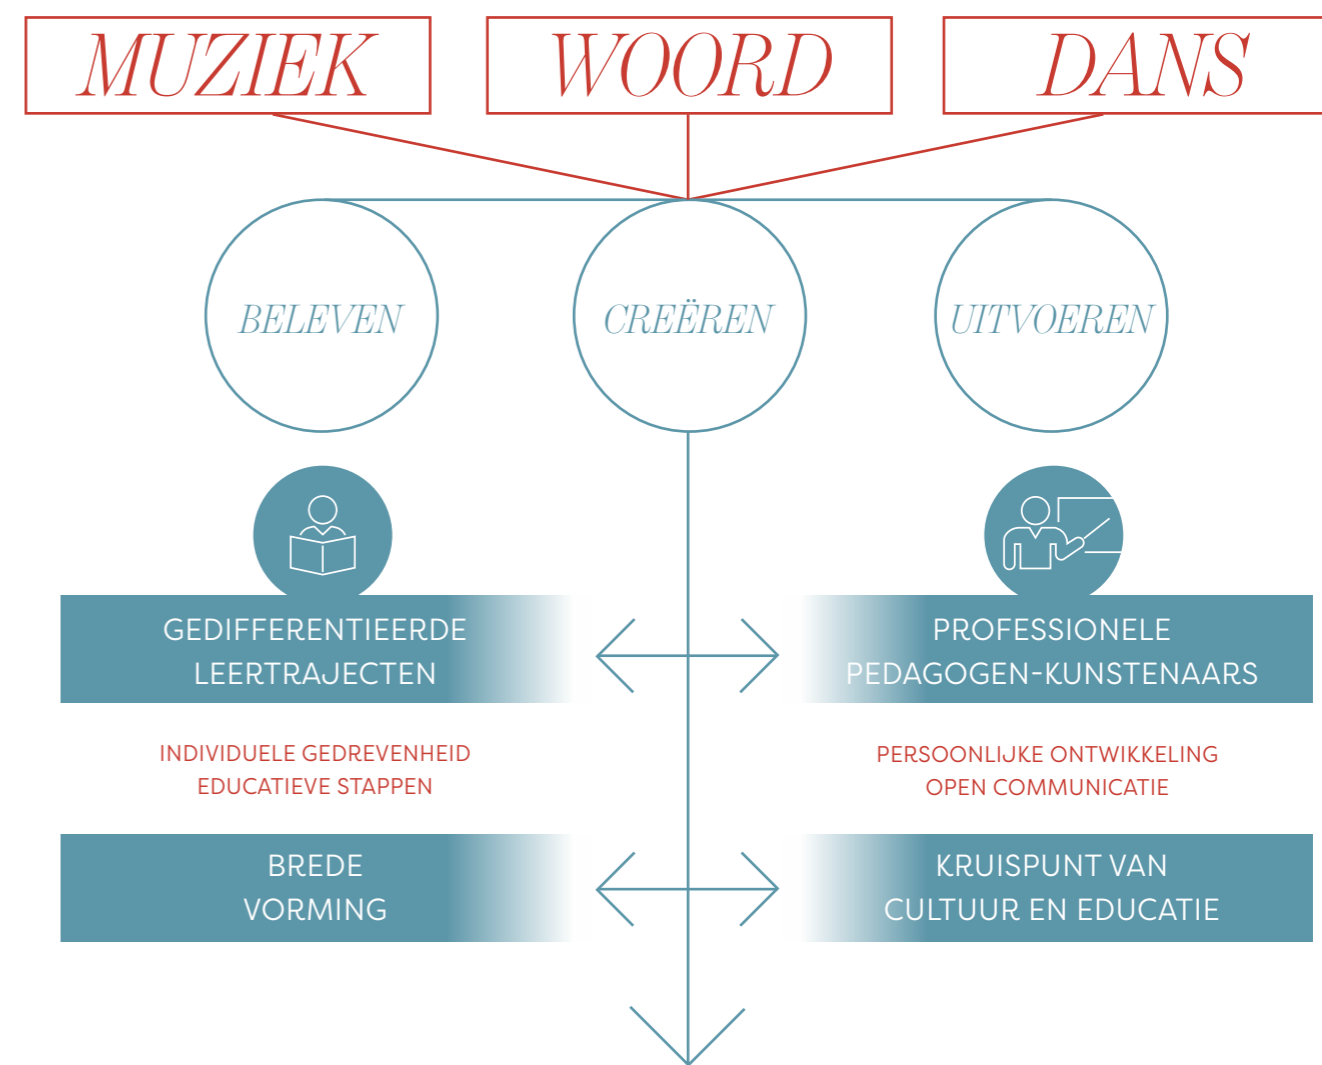 MUZIEK
WOORD
DANS
BELEVEN
CREËREN
UITVOEREN
GEDIFFERENTIEERDE
LEERTRAJECTEN
PROFESSIONELE
PEDAGOGEN-KUNSTENAARS
INDIVIDUELE GEDREVENHEID
EDUCATIEVE STAPPEN
PERSOONLIJKE ONTWIKKELING
OPEN COMMUNICATIE
BREDE
VORMING
KRUISPUNT VAN
CULTUUR EN EDUCATIE